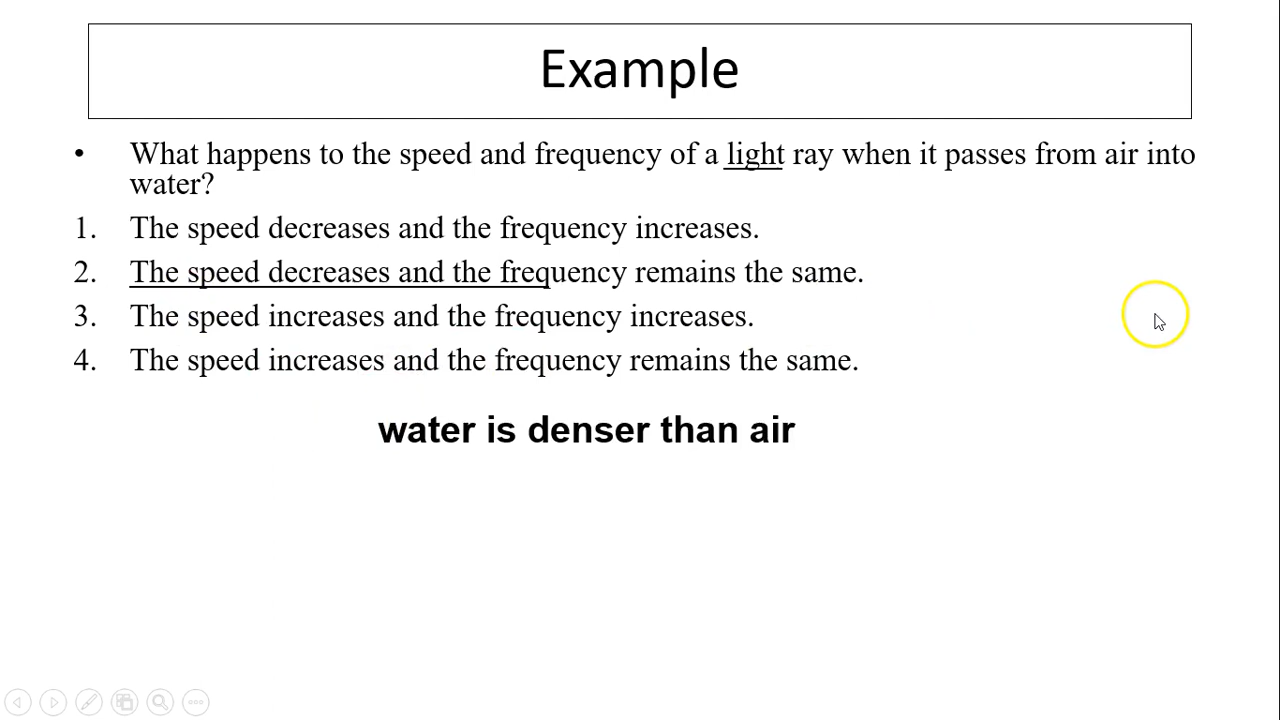 Example
• What happens to the speed and frequency of a light ray when it passes from air into
water?
1. The speed decreases and the frequency increases.
2. The speed decreases and the frequency remains the same.
3. The speed increases and the frequency increases.
4. The speed increases and the frequency remains the same.
water is denser than air